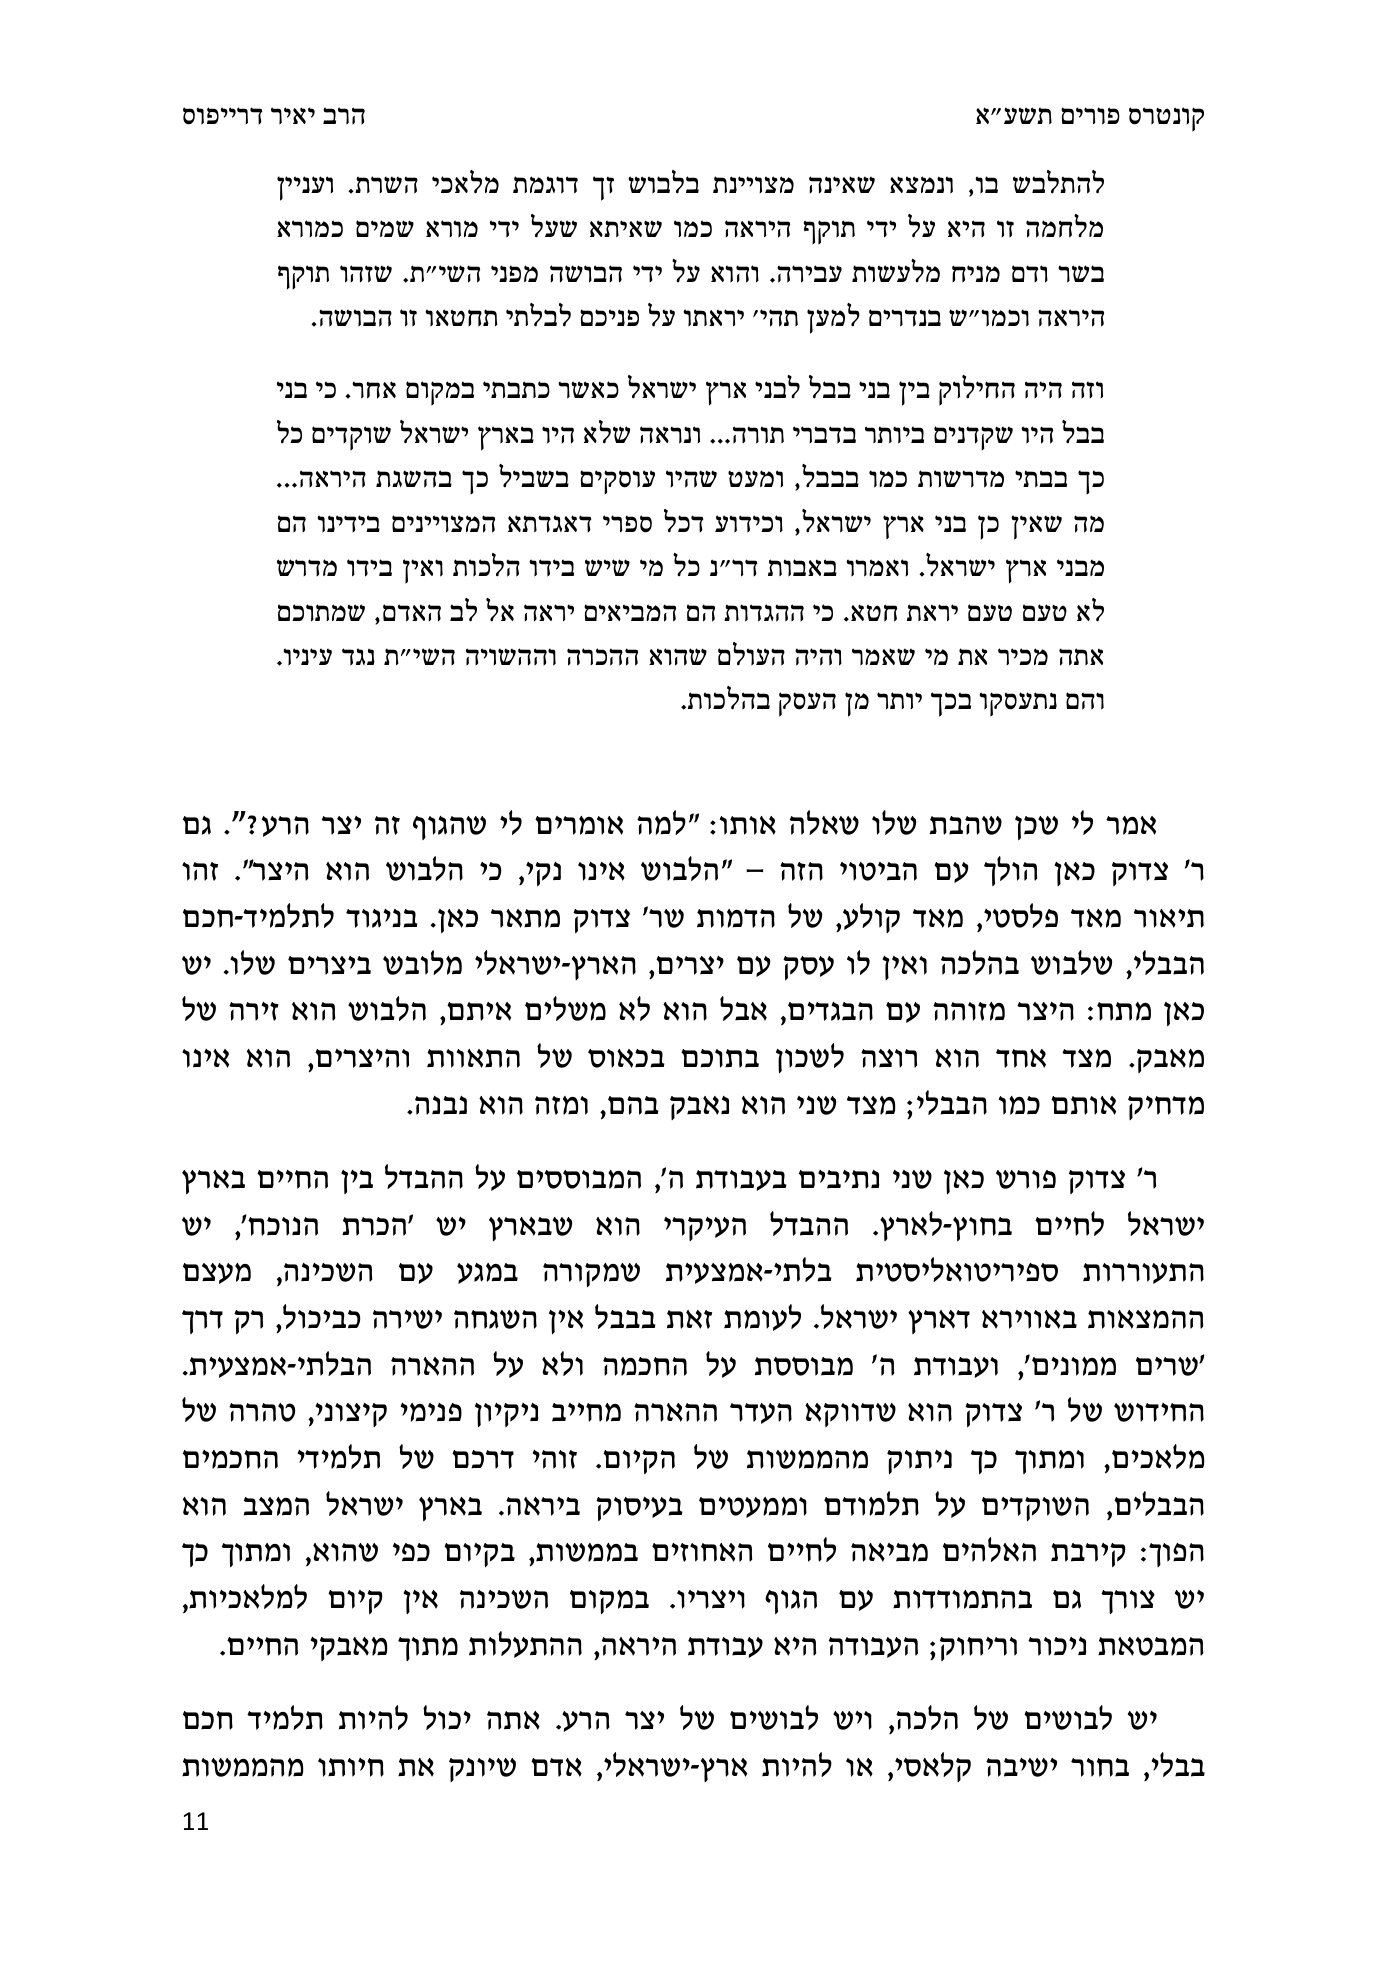 קונטרס פורים תשע״א
הרב יאיר דרייפוס
להתלבש בו, ונמצא שאינה מצויינת בלבוש זך דוגמת מלאכי השרת. ועניין
מלחמה זו היא על ידי תוקף היראה כמו שאיתא שעל ידי מורא שמים כמורא
בשר ודם מניח מלעשות עבירה. והוא על ידי הבושה מפני השי״ת. שזהו תוקף
היראה וכמו״ש בנדרים למען תהי׳ יראתו על פניכם לבלתי תחטאו זו הבושה.
וזה היה החילוק בין בני בבל לבני ארץ ישראל כאשר כתבתי במקום אחר. כי בני
בבל היו שקדנים ביותר בדברי תורה... ונראה שלא היו בארץ ישראל שוקדים כל
כך בבתי מדרשות כמו בבבל, ומעט שהיו עוסקים בשביל כך בהשגת היראה...
מה שאין כן בני ארץ ישראל, וכידוע דכל ספרי דאגדתא המצויינים בידינו הם
מבני ארץ ישראל. ואמרו באבות דר״נ כל מי שיש בידו הלכות ואין בידו מדרש
לא טעם טעם יראת חטא. כי ההגדות הם המביאים יראה אל לב האדם, שמתוכם
אתה מכיר את מי שאמר והיה העולם שהוא ההכרה וההשויה השי״ת נגד עיניו.
והם נתעסקו בכך יותר מן העסק בהלכות.
אמר לי שכן שהבת שלו שאלה אותו: ״למה אומרים לי שהגוף זה יצר הרע?״. גם
ר׳ צדוק כאן הולך עם הביטוי הזה – ״הלבוש אינו נקי, כי הלבוש הוא היצר״. זהו
תיאור מאד פלסטי, מאד קולע, של הדמות שר׳ צדוק מתאר כאן. בניגוד לתלמיד-חכם
הבבלי, שלבוש בהלכה ואין לו עסק עם יצרים, הארץ-ישראלי מלובש ביצרים שלו. יש
כאן מתח: היצר מזוהה עם הבגדים, אבל הוא לא משלים איתם, הלבוש הוא זירה של
מאבק. מצד אחד הוא רוצה לשכון בתוכם בכאוס של התאוות והיצרים, הוא אינו
מדחיק אותם כמו הבבלי; מצד שני הוא נאבק בהם, ומזה הוא נבנה.
ר׳ צדוק פורש כאן שני נתיבים בעבודת ה׳, המבוססים על ההבדל בין החיים בארץ
ישראל לחיים בחוץ-לארץ. ההבדל העיקרי הוא שבארץ יש ׳הכרת הנוכח׳, יש
התעוררות ספיריטואליסטית בלתי-אמצעית שמקורה במגע עם השכינה, מעצם
ההמצאות באווירא דארץ ישראל. לעומת זאת בבבל אין השגחה ישירה כביכול, רק דרך
׳שרים ממונים׳, ועבודת ה׳ מבוססת על החכמה ולא על ההארה הבלתי-אמצעית.
החידוש של ר׳ צדוק הוא שדווקא העדר ההארה מחייב ניקיון פנימי קיצוני, טהרה של
מלאכים, ומתוך כך ניתוק מהממשות של הקיום. זוהי דרכם של תלמידי החכמים
הבבלים, השוקדים על תלמודם וממעטים בעיסוק ביראה. בארץ ישראל המצב הוא
הפוך: קירבת האלהים מביאה לחיים האחוזים בממשות, בקיום כפי שהוא, ומתוך כך
יש צורך גם בהתמודדות עם הגוף ויצריו. במקום השכינה אין קיום למלאכיות,
המבטאת ניכור וריחוק; העבודה היא עבודת היראה, ההתעלות מתוך מאבקי החיים.
יש לבושים של הלכה, ויש לבושים של יצר הרע. אתה יכול להיות תלמיד חכם
בבלי, בחור ישיבה קלאסי, או להיות ארץ-ישראלי, אדם שיונק את חיותו מהממשות
11